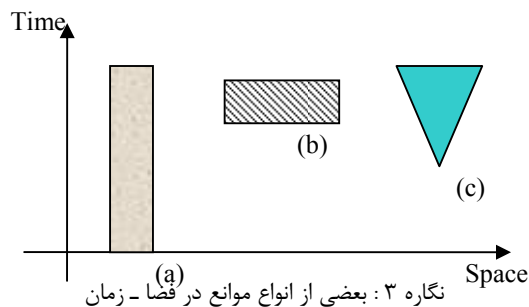 Time
(b)
(c)
(a)
Space
نگاره ۳ : بعضی از انواع موانع در فضا ـ زمان